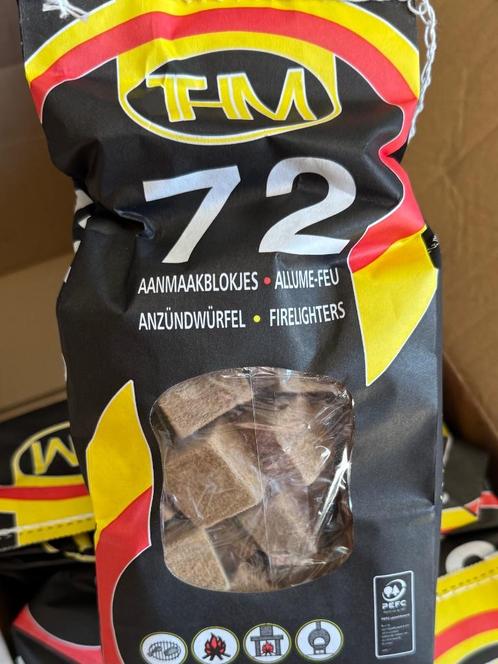 THM
72
AANMAAKBLOKJES • ALLUME-FEU
ANZÜNDWÜRFEL • FIRELIGHTERS
PEFC